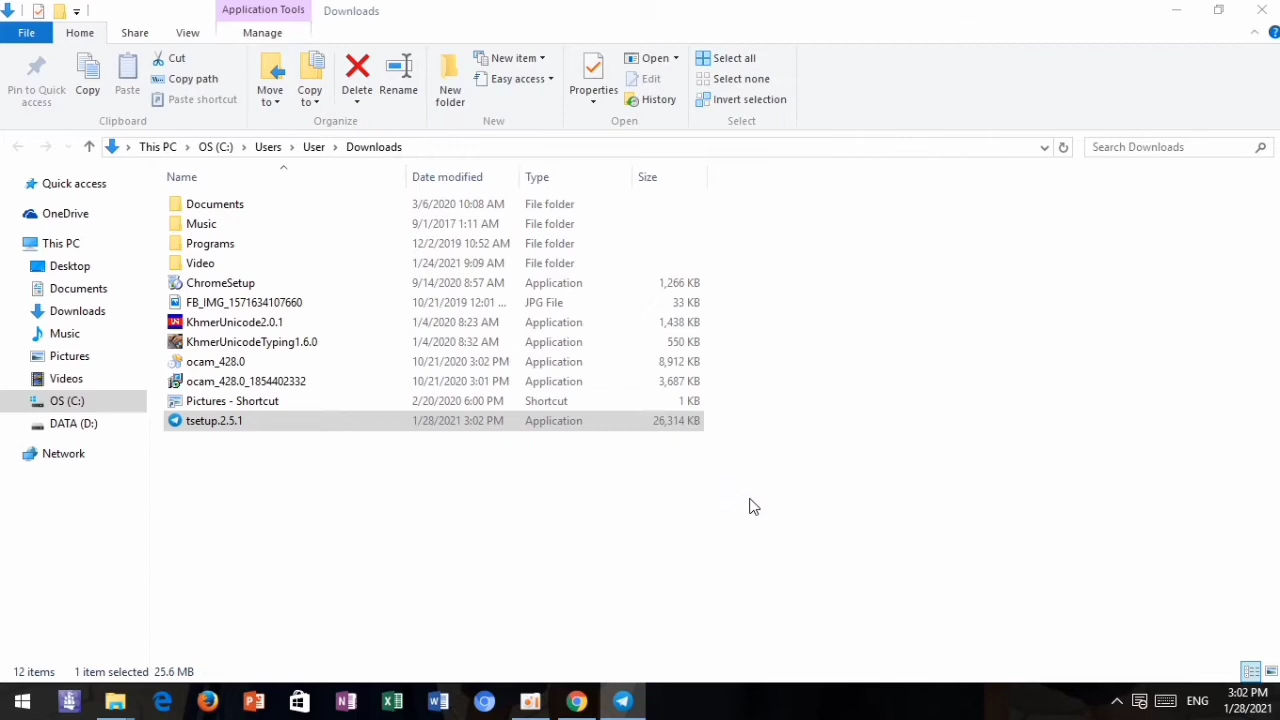 Application Tools
Downloads
File
Home
Share
View
Manage
Pin to Quick
access
Copy
Paste
Cut
Copy path
Paste shortcut
Clipboard
Move
to
Copy
to
Delete
Rename
Organize
New
folder
New item
Easy access
New
Properties
Open
Edit
History
Open
Select all
Select none
Invert selection
Select
This PC
OS (C:)
Users
User
Downloads
Search Downloads
Quick access
OneDrive
This PC
Desktop
Documents
Downloads
Music
Pictures
Videos
OS (C:)
DATA (D:)
Network
Name Date modified Type Size
Documents 3/6/2020 10:08 AM File folder
Music 9/1/2017 1:11 AM File folder
Programs 12/2/2019 10:52 AM File folder
Video 1/24/2021 9:09 AM File folder
ChromeSetup 9/14/2020 8:57 AM Application 1,266 KB
FB_IMG_1571634107660 10/21/2019 12:01 ... JPG File 33 KB
KhmerUnicode2.0.1 1/4/2020 8:23 AM Application 1,438 KB
KhmerUnicodeTyping1.6.0 1/4/2020 8:32 AM Application 550 KB
ocam_428.0 10/21/2020 3:02 PM Application 8,912 KB
ocam_428.0_1854402332 10/21/2020 3:01 PM Application 3,687 KB
Pictures - Shortcut 2/20/2020 6:00 PM Shortcut 1 KB
tsetup.2.5.1 1/28/2021 3:02 PM Application 26,314 KB
12 items 1 item selected 25.6 MB
ENG
3:02 PM
1/28/2021